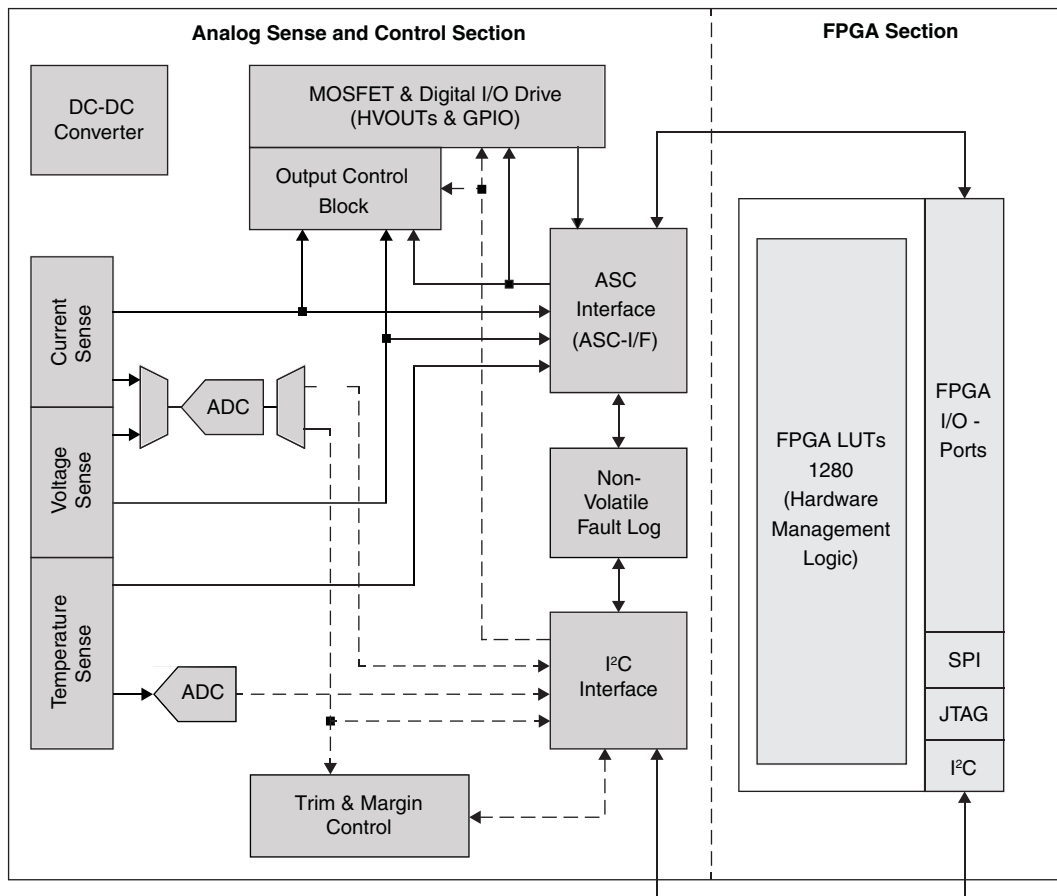 Analog Sense and Control Section
FPGA Section
DC-DC
Converter
MOSFET & Digital I/O Drive
(HVOUTs & GPIO)
Output Control
Block
Current
Sense
Voltage
Sense
Temperature
Sense
ADC
ADC
ASC
Interface
(ASC-I/F)
Non-
Volatile
Fault Log
I²C
Interface
Trim & Margin
Control
FPGA LUTs
1280
(Hardware
Management
Logic)
FPGA
I/O -
Ports
SPI
JTAG
I²C